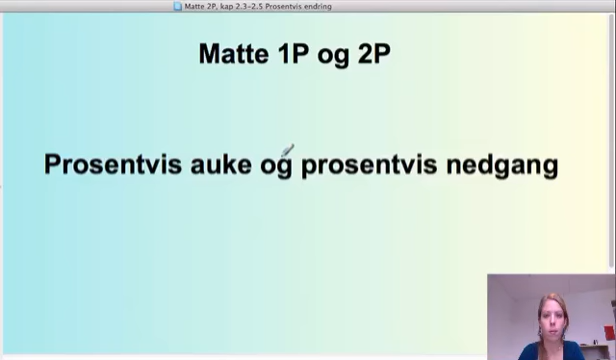 Matte 2P, kap 2.3-2.5 Prosentvis endring
Matte 1P og 2P
Prosentvis auke og prosentvis nedgang